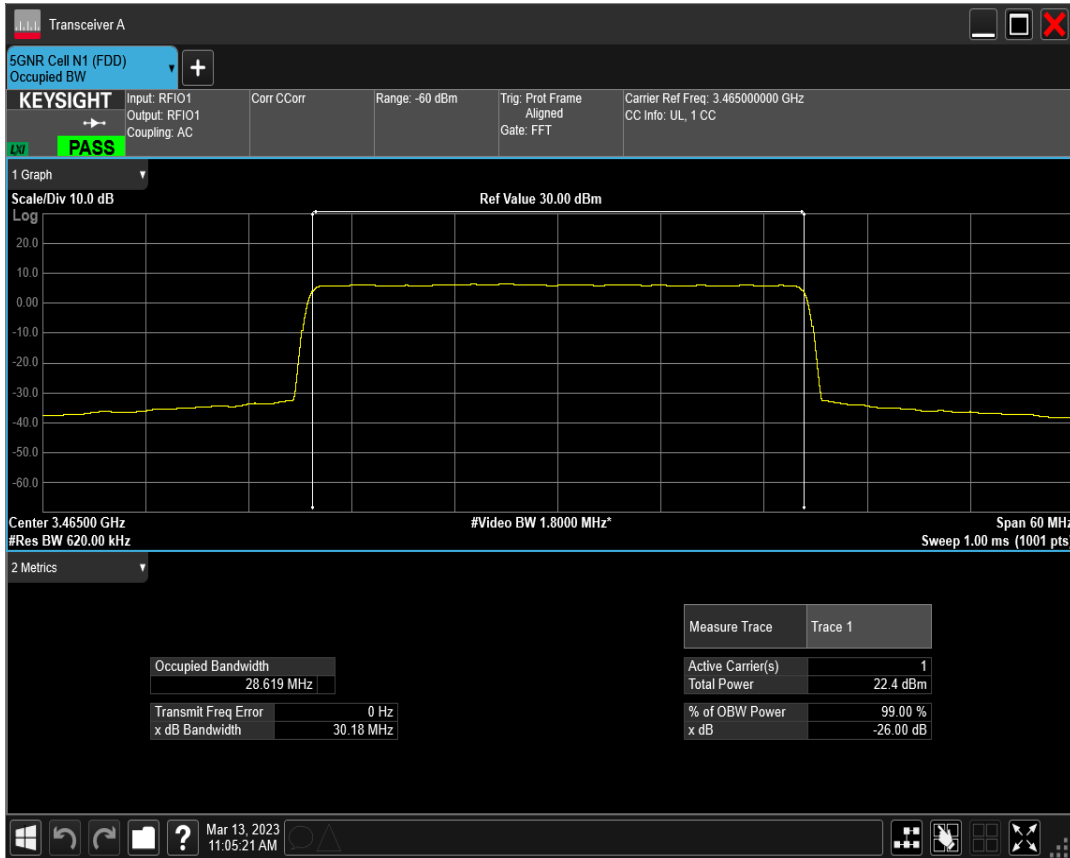 Transceiver A
5GNR Cell N1 (FDD)
Occupied BW
+
KEYSIGHT
LXI
PASS
Input: RFIO1
Output: RFIO1
Coupling: AC
Corr CCorr
Range: -60 dBm
Trig: Prot Frame
Aligned
Gate: FFT
Carrier Ref Freq: 3.465000000 GHz
CC Info: UL, 1 CC
1 Graph
Scale/Div 10.0 dB
Ref Value 30.00 dBm
Log
20.0
10.0
0.00
-10.0
-20.0
-30.0
-40.0
-50.0
-60.0
Center 3.46500 GHz
#Video BW 1.8000 MHz*
Span 60 MHz
#Res BW 620.00 kHz
Sweep 1.00 ms (1001 pts)
2 Metrics
Measure Trace Trace 1
Occupied Bandwidth
28.619 MHz
Active Carrier(s) 1
Total Power 22.4 dBm
Transmit Freq Error 0 Hz
x dB Bandwidth 30.18 MHz
% of OBW Power 99.00 %
x dB -26.00 dB
?
Mar 13, 2023
11:05:21 AM